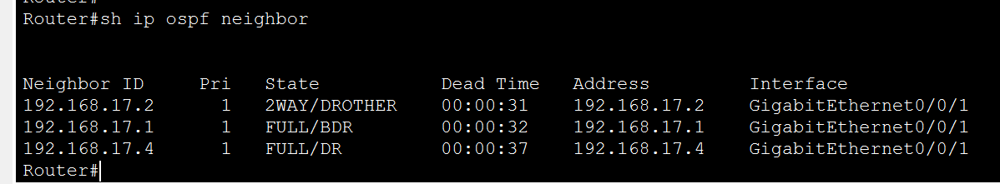 Router#
Router#sh ip ospf neighbor
Neighbor ID     Pri   State           Dead Time   Address         Interface
192.168.17.2      1   2WAY/DROTHER    00:00:31    192.168.17.2    GigabitEthernet0/0/1
192.168.17.1      1   FULL/BDR        00:00:32    192.168.17.1    GigabitEthernet0/0/1
192.168.17.4      1   FULL/DR         00:00:37    192.168.17.4    GigabitEthernet0/0/1
Router#